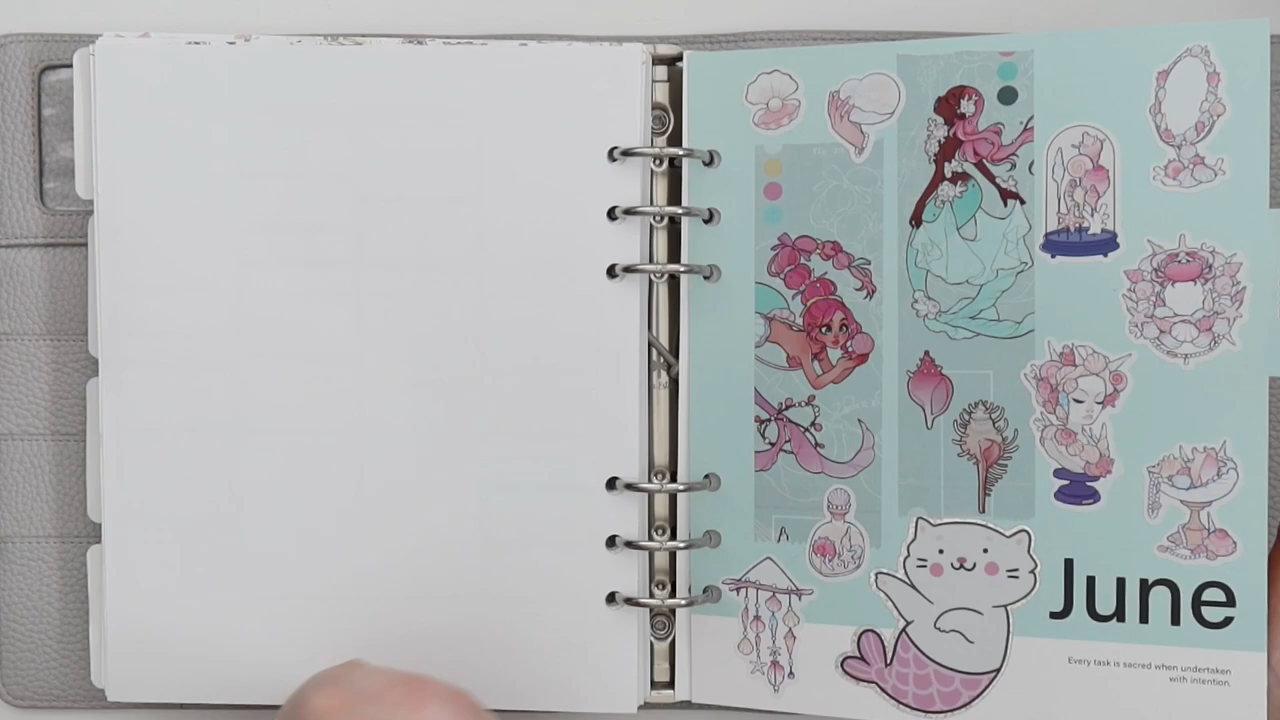 June
Every task is sacred when undertaken
with intention.